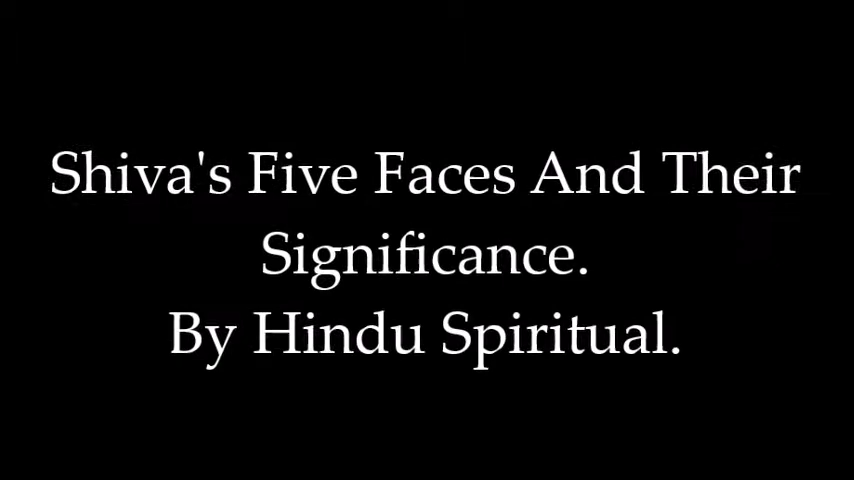 Shiva's Five Faces And Their
Significance.
By Hindu Spiritual.